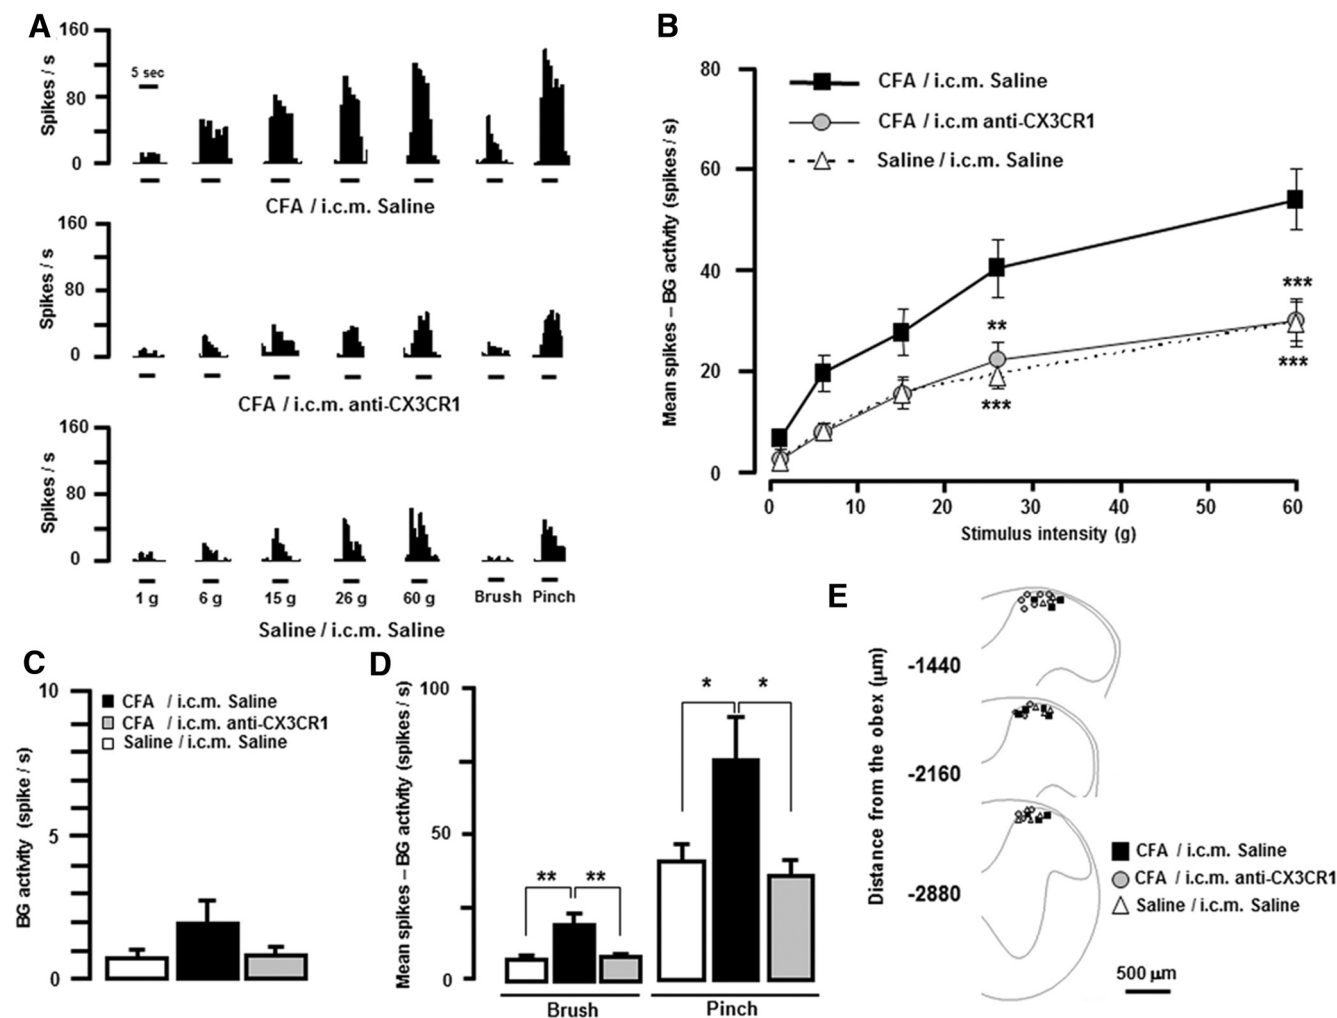 A
160
80
0
Spikes / s
5 sec
CFA / i.c.m. Saline
160
80
0
Spikes / s
CFA / i.c.m. anti-CX3CR1
160
80
0
Spikes / s
1 g 6 g 15 g 26 g 60 g Brush Pinch
Saline / i.c.m. Saline
B
80
60
40
20
0
Mean spikes – BG activity (spikes / s)
CFA / i.c.m. Saline
CFA / i.c.m anti-CX3CR1
Saline / i.c.m. Saline
**
***
***
***
0 10 20 30 40 50 60
Stimulus intensity (g)
C
10
5
0
BG activity (spike / s)
CFA / i.c.m. Saline
CFA / i.c.m. anti-CX3CR1
Saline / i.c.m. Saline
D
100
50
0
Mean spikes – BG activity (spikes / s)
** **
* *
Brush Pinch
E
Distance from the obex (µm)
-1440
-2160
-2880
CFA / i.c.m. Saline
CFA / i.c.m. anti-CX3CR1
Saline / i.c.m. Saline
500 µm